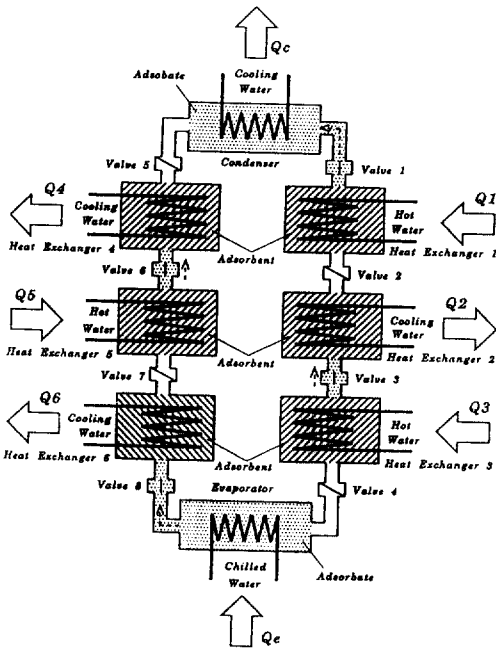 Qc
Adsobate
Cooling
Water
Condenser
Valve 5
Valve 1
Q4
Cooling
Water
Heat Exchanger 4
Adsorbent
Q1
Hot
Water
Heat Exchanger 1
Valve 6
Valve 2
Q5
Hot
Water
Heat Exchanger 5
Adsorbent
Q2
Cooling
Water
Heat Exchanger 2
Valve 7
Valve 3
Q6
Cooling
Water
Heat Exchanger 6
Adsorbent
Q3
Hot
Water
Heat Exchanger 3
Valve 8
Evaporator
Valve 4
Chilled
Water
Adsorbate
Qe